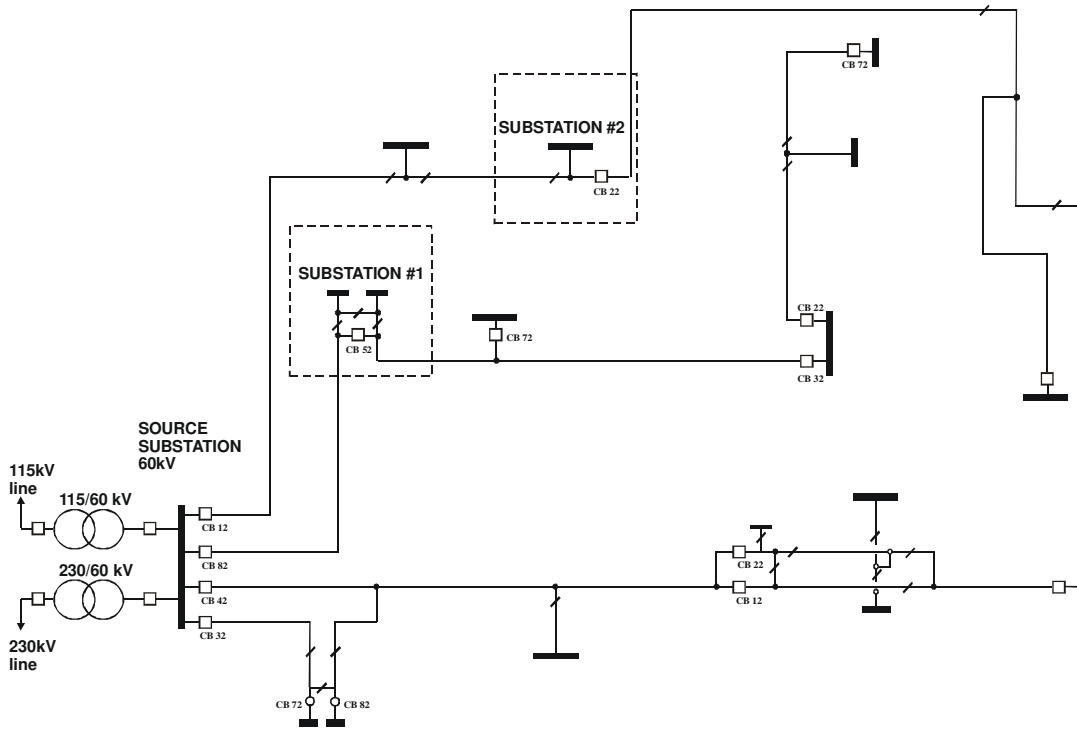 CB 72
SUBSTATION #2
CB 22
SUBSTATION #1
CB 52
CB 72
CB 22
CB 32
SOURCE
SUBSTATION
60kV
115kV
line
115/60 kV
CB 12
CB 82
230/60 kV
CB 42
CB 32
230kV
line
CB 22
CB 12
CB 72
CB 82